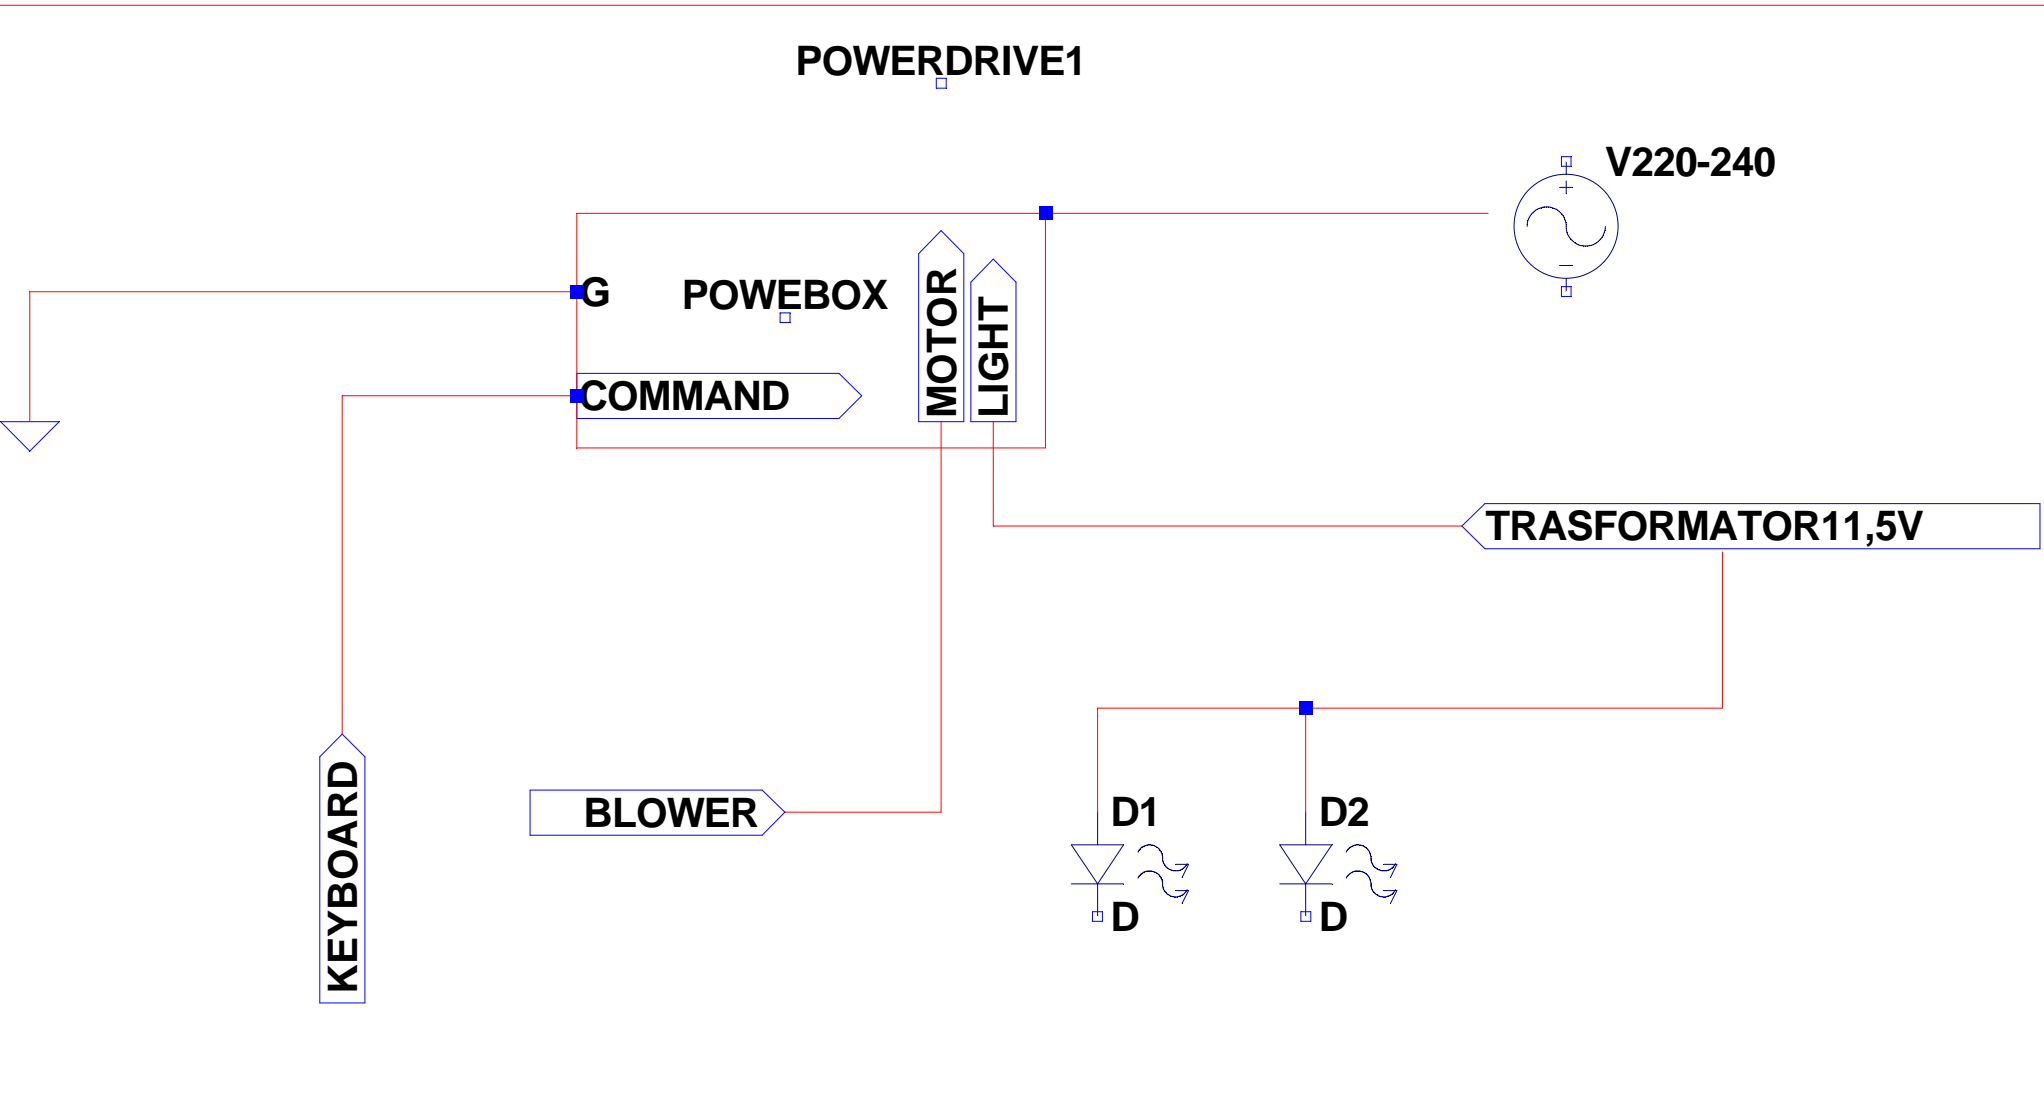 POWERDRIVE1
V220-240
G
POWEBOX
MOTOR
LIGHT
COMMAND
TRASFORMATOR11,5V
KEYBOARD
BLOWER
D1
D2
D
D